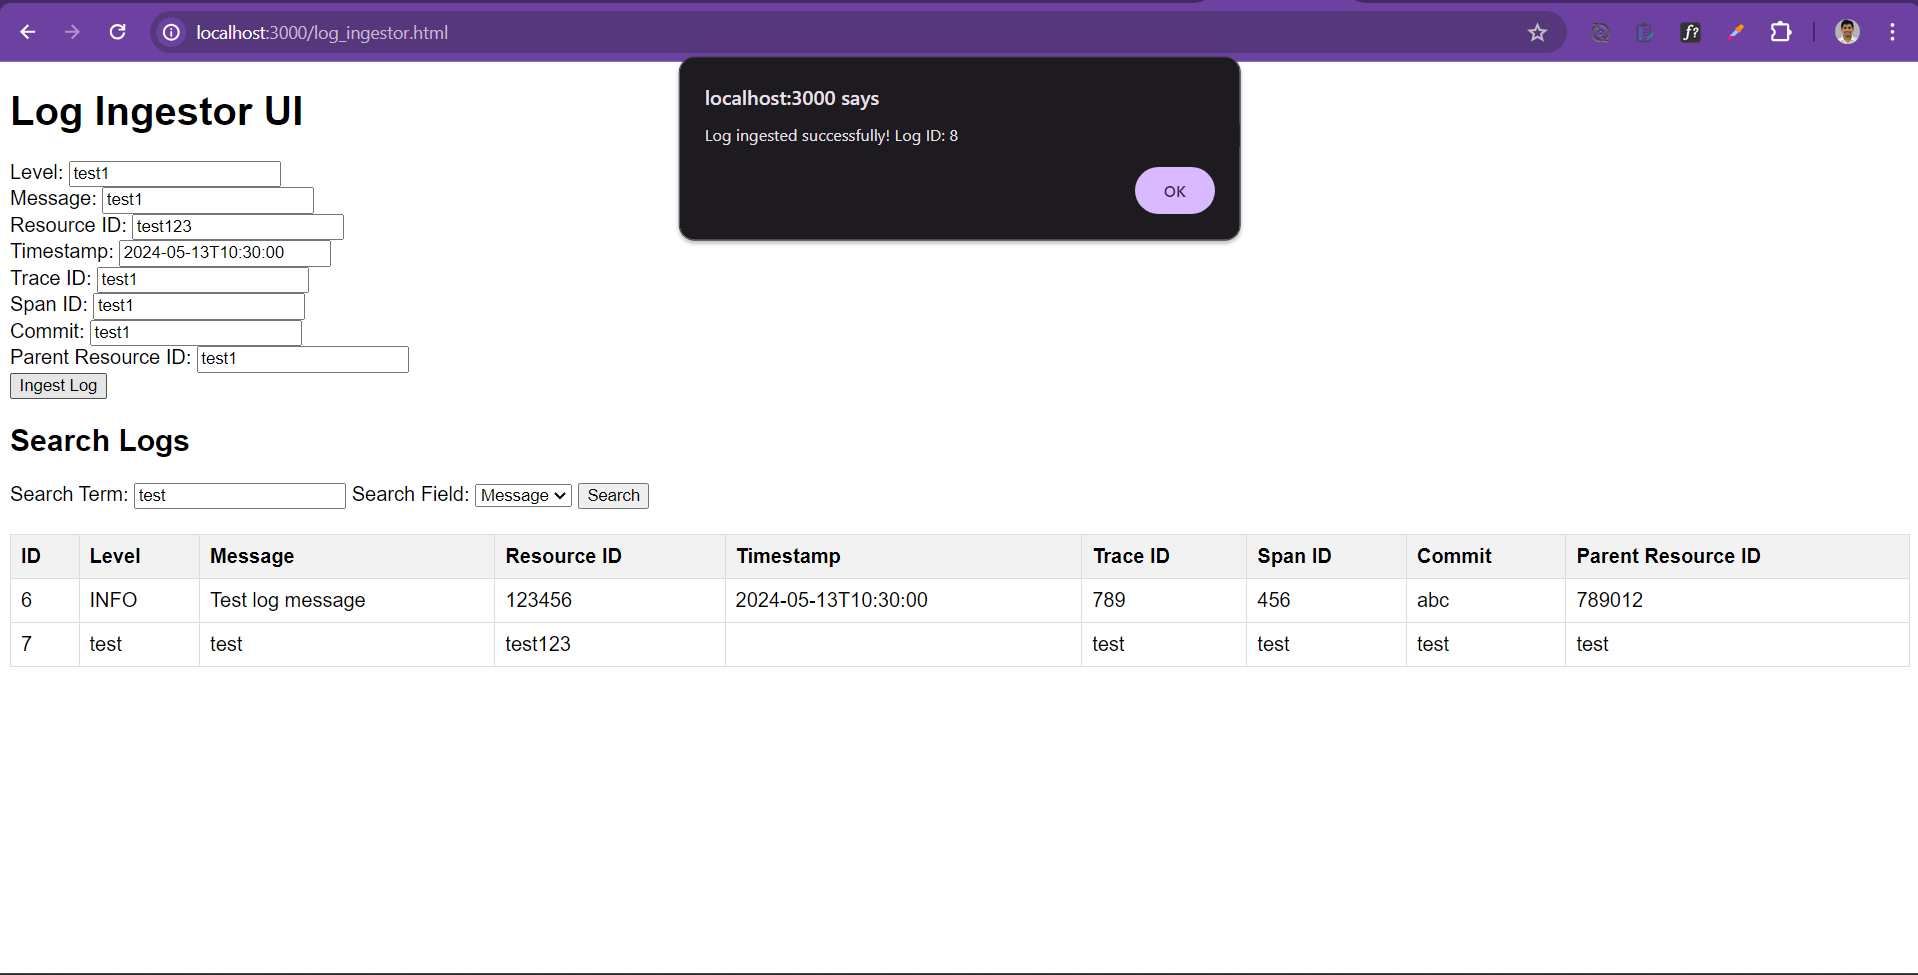 localhost:3000/log_ingestor.html
f?
localhost:3000 says
Log ingested successfully! Log ID: 8
OK
Log Ingestor UI
Level: test1
Message: test1
Resource ID: test123
Timestamp: 2024-05-13T10:30:00
Trace ID: test1
Span ID: test1
Commit: test1
Parent Resource ID: test1
Ingest Log
Search Logs
Search Term: test Search Field: Message Search
ID Level Message Resource ID Timestamp Trace ID Span ID Commit Parent Resource ID
6 INFO Test log message 123456 2024-05-13T10:30:00 789 456 abc 789012
7 test test test123 test test test test